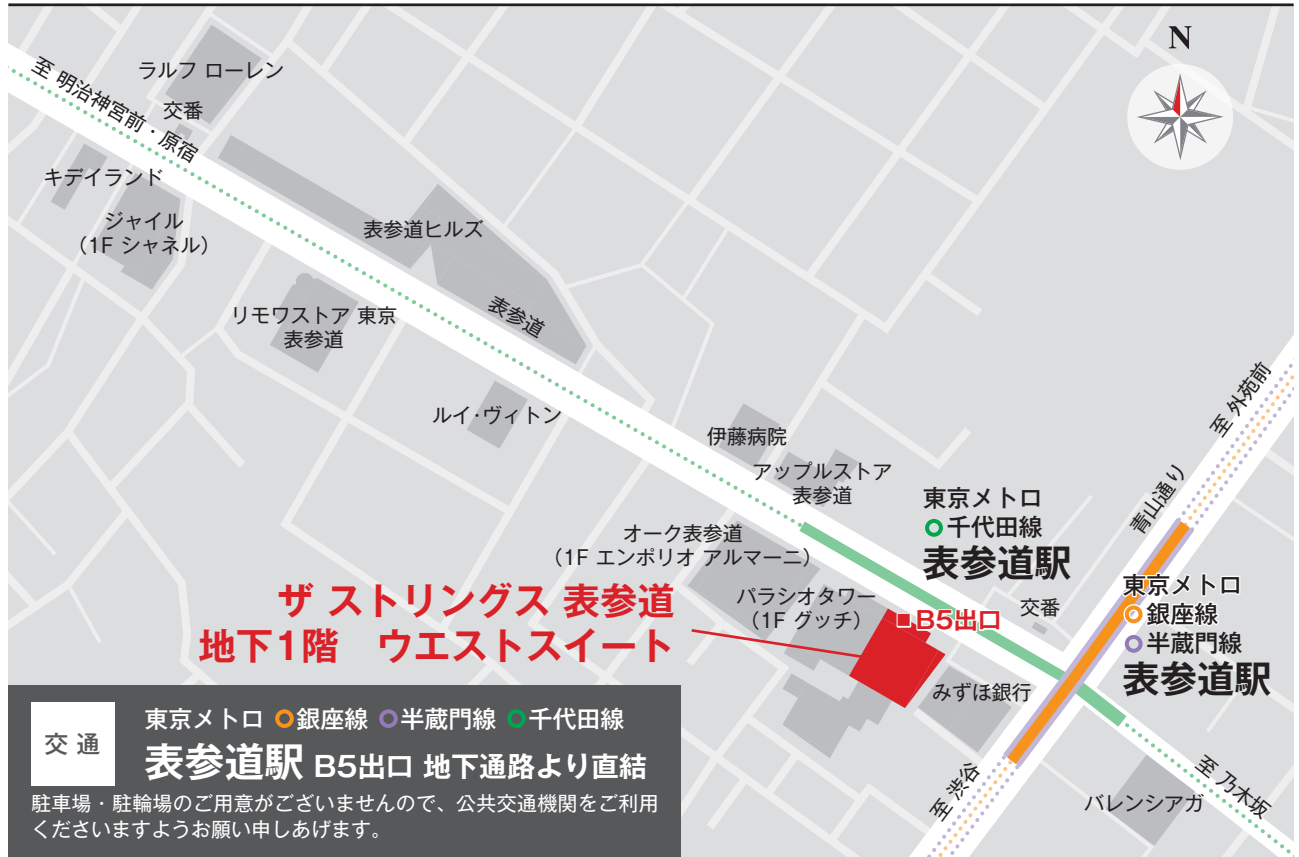 N
至 明治神宮前・原宿
ラルフ ローレン
交番
キデイランド
ジャイル
（1F シャネル）
表参道ヒルズ
リモワストア 東京
表参道
表参道
ルイ・ヴィトン
伊藤病院
アップルストア
表参道
至 外苑前
青山通り
東京メトロ
千代田線
表参道駅
オーク表参道
（1F エンポリオ アルマーニ）
パラシオタワー
（1F グッチ）
B5出口
交番
東京メトロ
銀座線
半蔵門線
表参道駅
ザ ストリングス 表参道
地下1階　ウエストスイート
みずほ銀行
至 渋谷
至 乃木坂
バレンシアガ
交通
東京メトロ 銀座線 半蔵門線 千代田線
表参道駅 B5出口 地下通路より直結
駐車場・駐輪場のご用意がございませんので、公共交通機関をご利用
くださいますようお願い申しあげます。